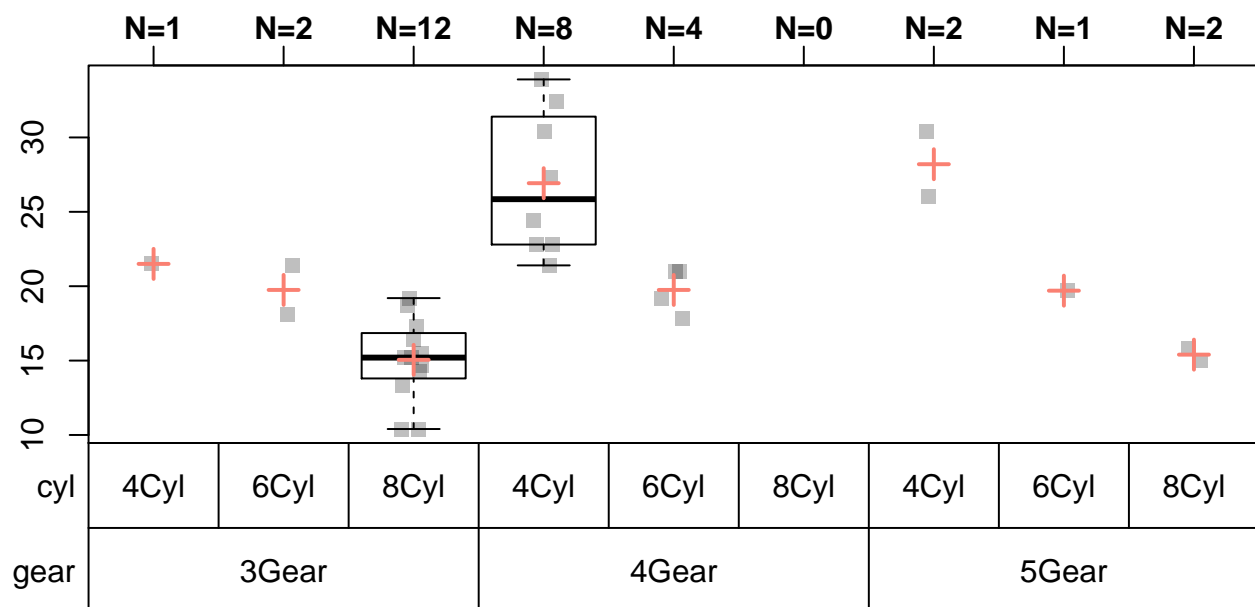 N=1 N=2 N=12 N=8 N=4 N=0 N=2 N=1 N=2
30
25
20
15
10
cyl 4Cyl 6Cyl 8Cyl 4Cyl 6Cyl 8Cyl 4Cyl 6Cyl 8Cyl
gear 3Gear 4Gear 5Gear